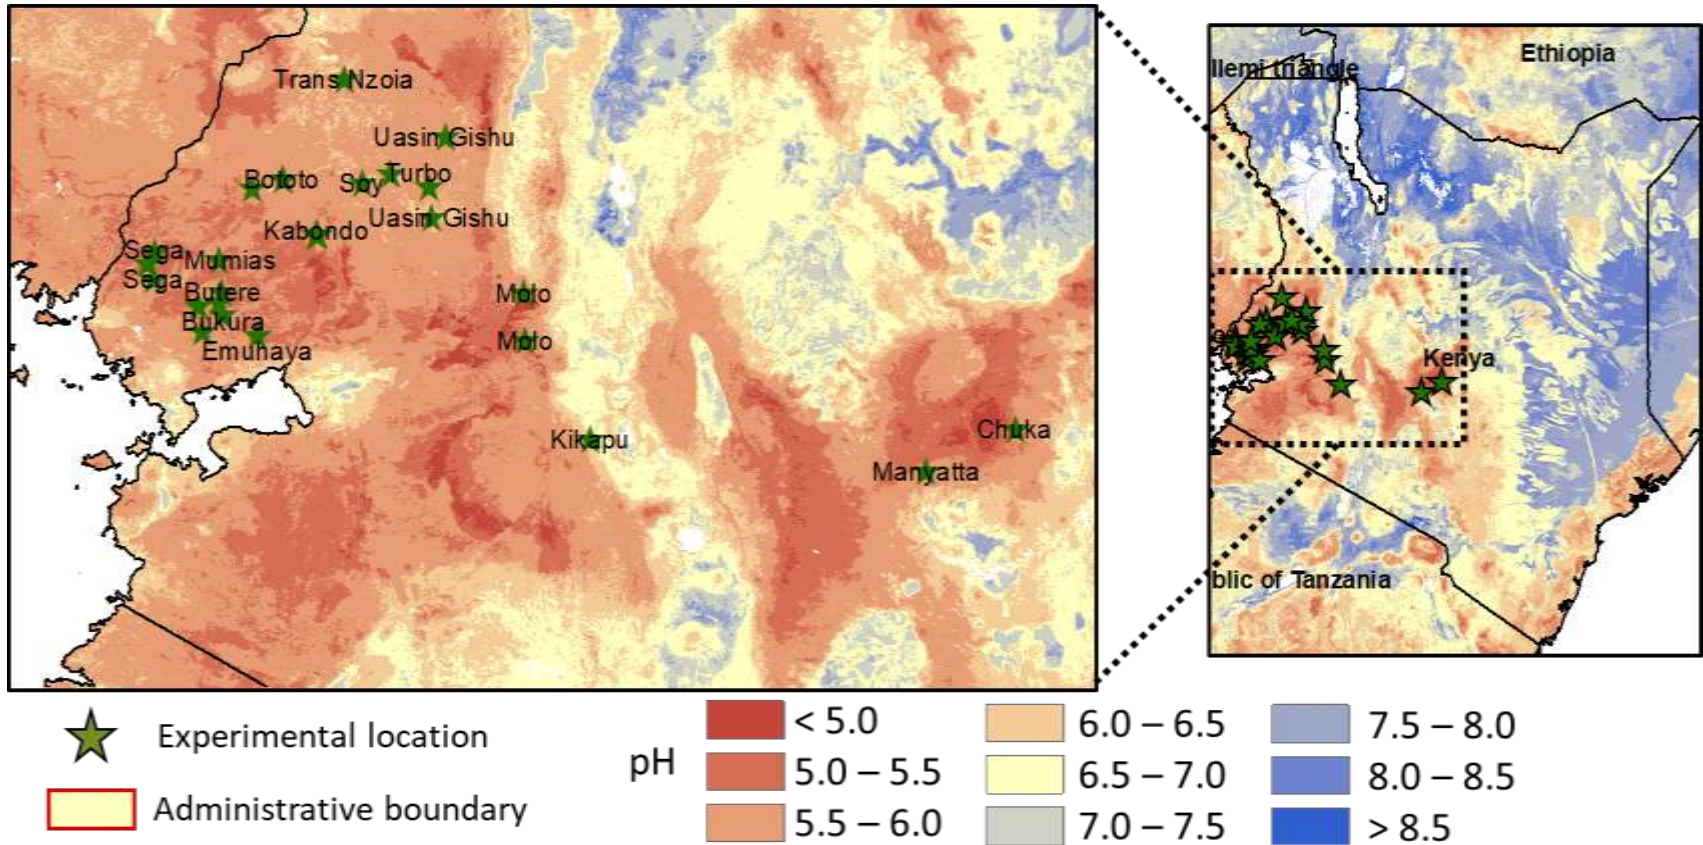 Trans Nzoia
Uasin Gishu
Bototo
Soy
Turbo
Uasin Gishu
Kabondo
Sega
Mumias
Sega
Butere
Bukura
Emuhaya
Molo
Molo
Kikapu
Chuka
Manyatta
Ethiopia
Ilemi triangle
Kenya
blic of Tanzania
Experimental location
Administrative boundary
pH
< 5.0
5.0 – 5.5
5.5 – 6.0
6.0 – 6.5
6.5 – 7.0
7.0 – 7.5
7.5 – 8.0
8.0 – 8.5
> 8.5